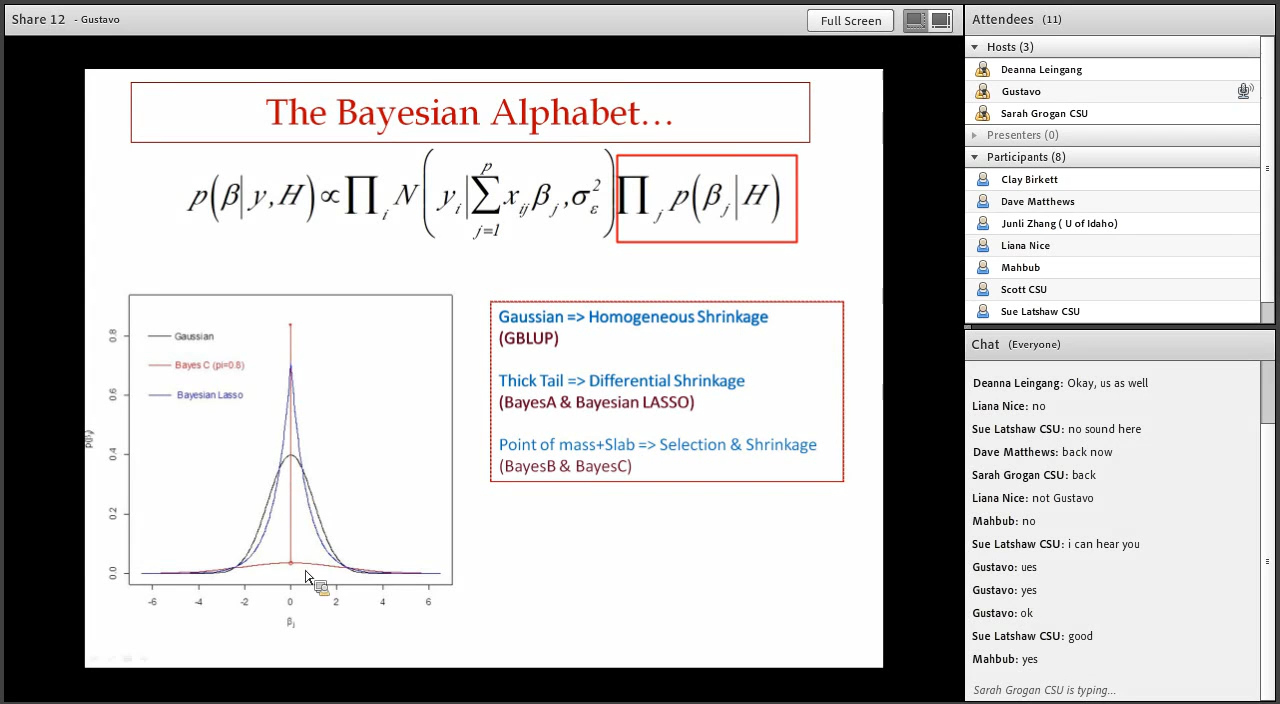 Share 12 - Gustavo
Full Screen
The Bayesian Alphabet…
p(β|y,H)∝∏ᵢ N(yᵢ|∑ⱼ₌₁ᵖ xᵢⱼβⱼ,σ²_ε)∏ⱼ p(βⱼ|H)
Gaussian
Bayes C (pi=0.8)
Bayesian Lasso
0.8
0.6
0.4
0.2
0.0
-6 -4 -2 0 2 4 6
βⱼ
Gaussian => Homogeneous Shrinkage
(GBLUP)
Thick Tail => Differential Shrinkage
(BayesA & Bayesian LASSO)
Point of mass+Slab => Selection & Shrinkage
(BayesB & BayesC)
Attendees (11)
Hosts (3)
Deanna Leingang
Gustavo
Sarah Grogan CSU
Presenters (0)
Participants (8)
Clay Birkett
Dave Matthews
Junli Zhang ( U of Idaho)
Liana Nice
Mahbub
Scott CSU
Sue Latshaw CSU
Chat (Everyone)
Deanna Leingang: Okay, us as well
Liana Nice: no
Sue Latshaw CSU: no sound here
Dave Matthews: back now
Sarah Grogan CSU: back
Liana Nice: not Gustavo
Mahbub: no
Sue Latshaw CSU: i can hear you
Gustavo: ues
Gustavo: yes
Gustavo: ok
Sue Latshaw CSU: good
Mahbub: yes
Sarah Grogan CSU is typing...